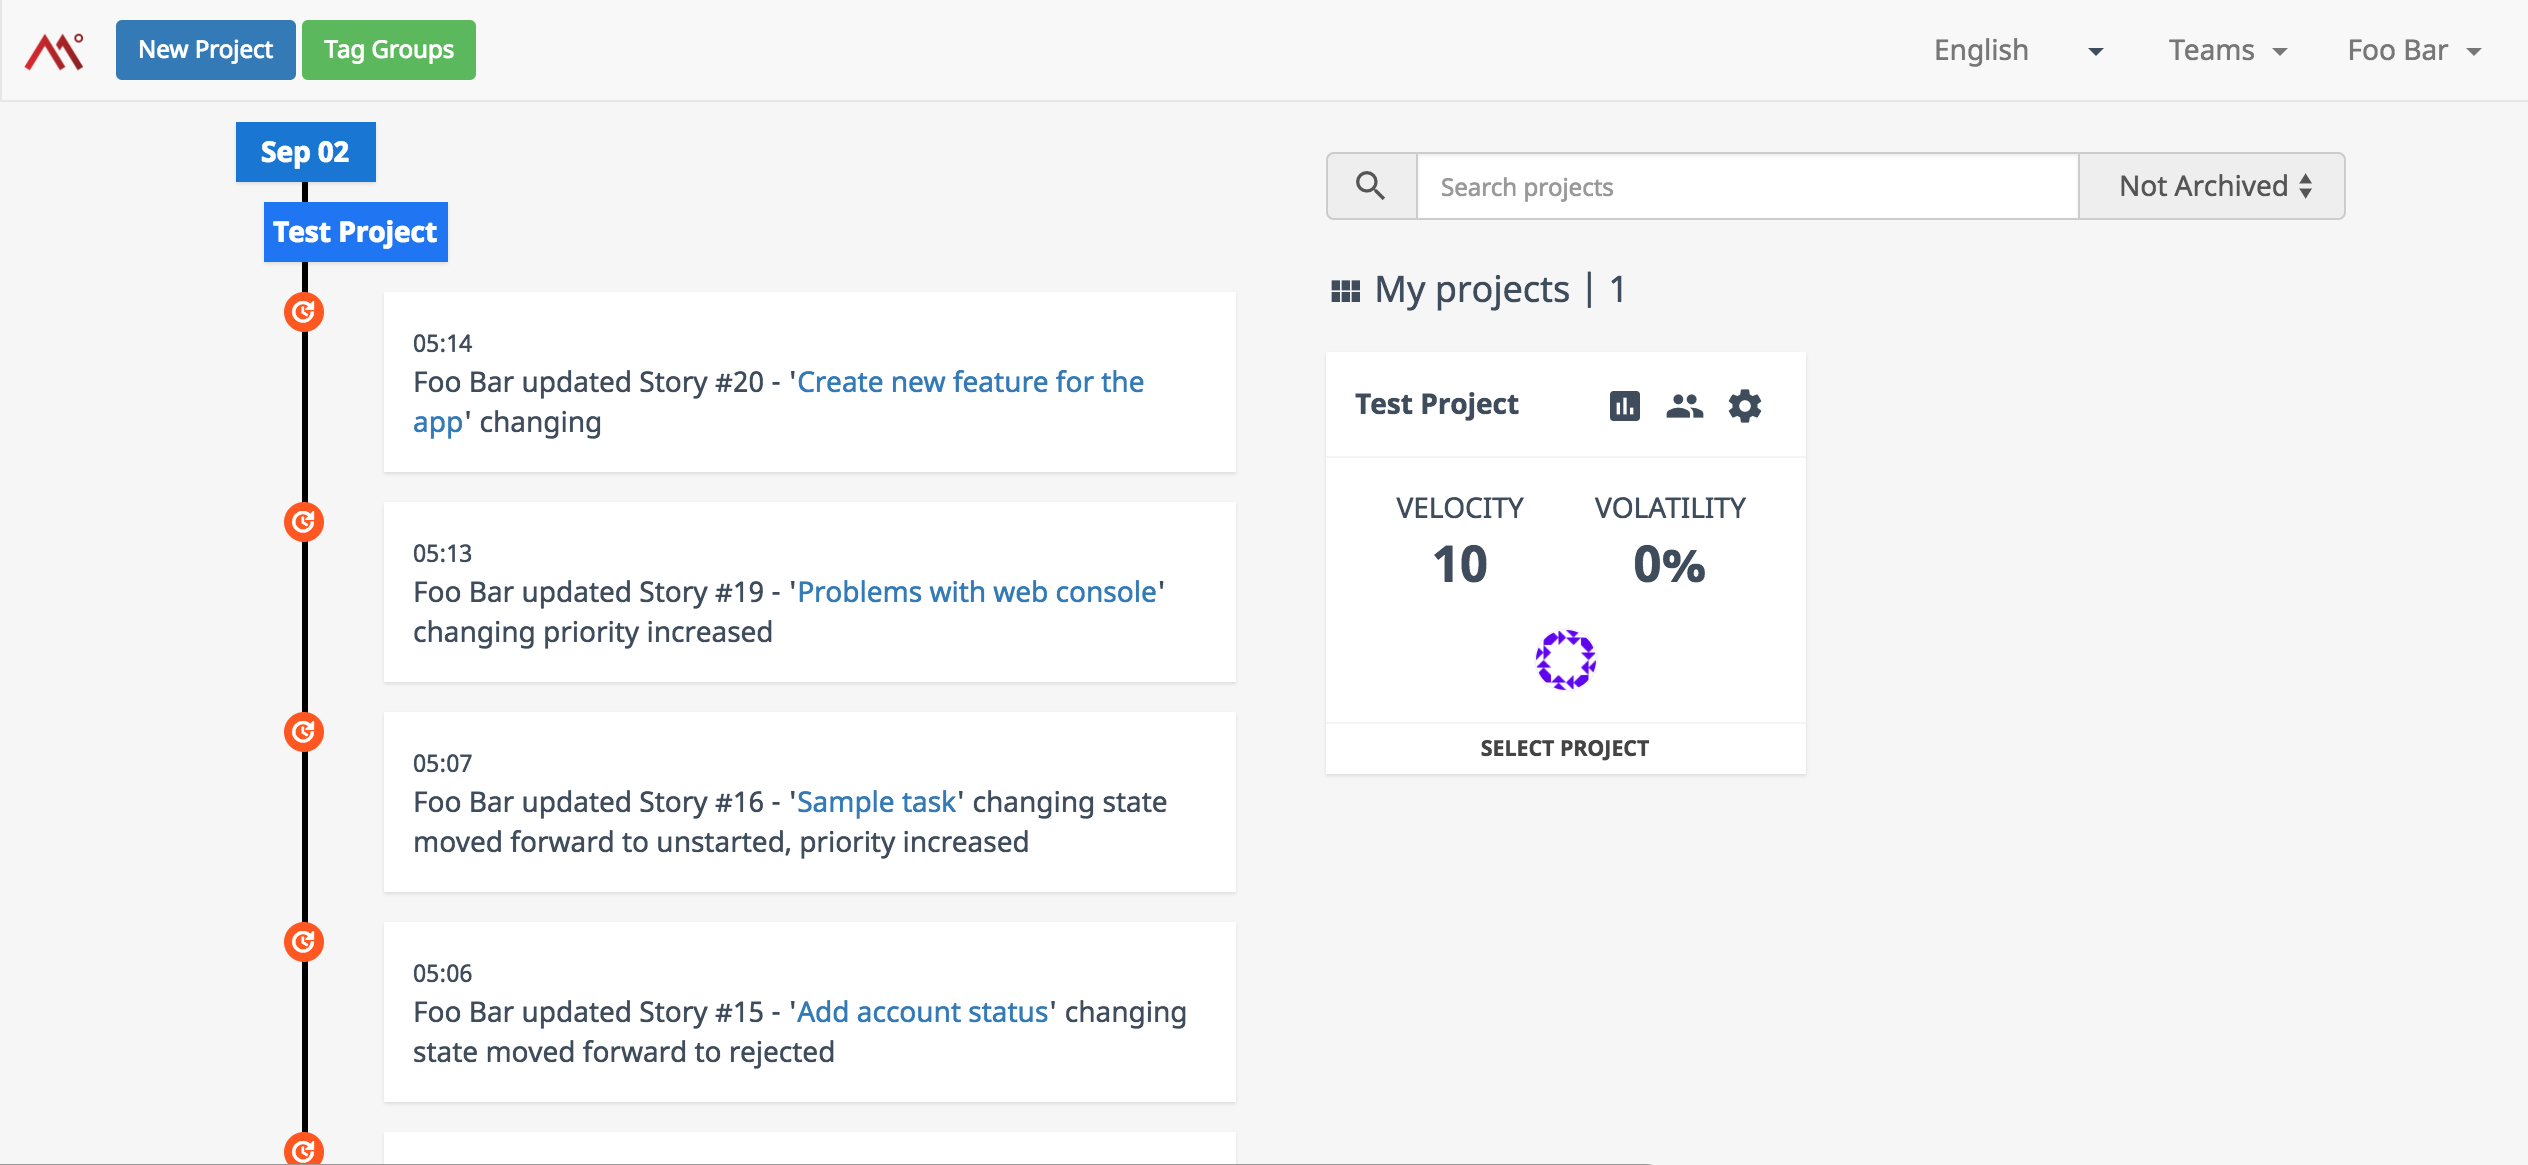 New Project
Tag Groups
English
Teams
Foo Bar
Sep 02
Test Project
05:14
Foo Bar updated Story #20 - 'Create new feature for the
app' changing
05:13
Foo Bar updated Story #19 - 'Problems with web console'
changing priority increased
05:07
Foo Bar updated Story #16 - 'Sample task' changing state
moved forward to unstarted, priority increased
05:06
Foo Bar updated Story #15 - 'Add account status' changing
state moved forward to rejected
Search projects
Not Archived
My projects | 1
Test Project
VELOCITY
VOLATILITY
10
0%
SELECT PROJECT